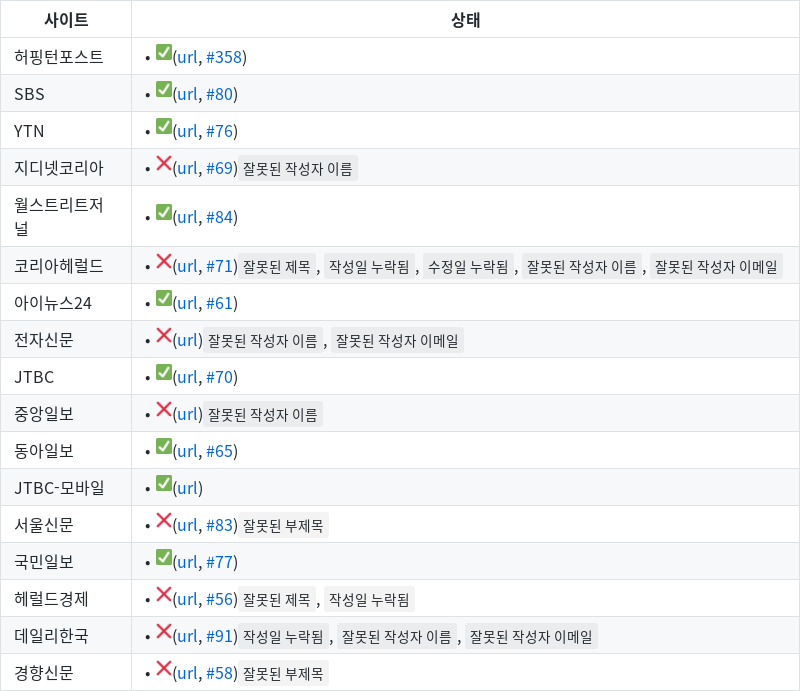 사이트 상태
허핑턴포스트 • ✅(url, #358)
SBS • ✅(url, #80)
YTN • ✅(url, #76)
지디넷코리아 • ❌(url, #69) 잘못된 작성자 이름
월스트리트저
널 • ✅(url, #84)
코리아헤럴드 • ❌(url, #71) 잘못된 제목 , 작성일 누락됨 , 수정일 누락됨 , 잘못된 작성자 이름 , 잘못된 작성자 이메일
아이뉴스24 • ✅(url, #61)
전자신문 • ❌(url) 잘못된 작성자 이름 , 잘못된 작성자 이메일
JTBC • ✅(url, #70)
중앙일보 • ❌(url) 잘못된 작성자 이름
동아일보 • ✅(url, #65)
JTBC-모바일 • ✅(url)
서울신문 • ❌(url, #83) 잘못된 부제목
국민일보 • ✅(url, #77)
헤럴드경제 • ❌(url, #56) 잘못된 제목 , 작성일 누락됨
데일리한국 • ❌(url, #91) 작성일 누락됨 , 잘못된 작성자 이름 , 잘못된 작성자 이메일
경향신문 • ❌(url, #58) 잘못된 부제목